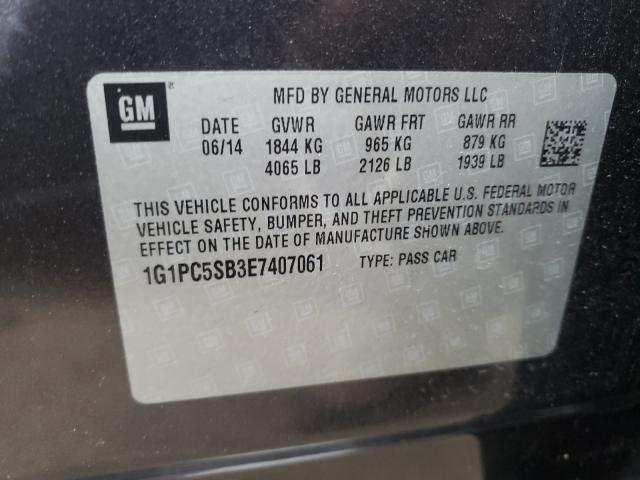 GM ®
MFD BY GENERAL MOTORS LLC
DATE GVWR GAWR FRT GAWR RR
06/14 1844 KG 965 KG 879 KG
4065 LB 2126 LB 1939 LB
THIS VEHICLE CONFORMS TO ALL APPLICABLE U.S. FEDERAL MOTOR
VEHICLE SAFETY, BUMPER, AND THEFT PREVENTION STANDARDS IN
EFFECT ON THE DATE OF MANUFACTURE SHOWN ABOVE.
1G1PC5SB3E7407061 TYPE: PASS CAR